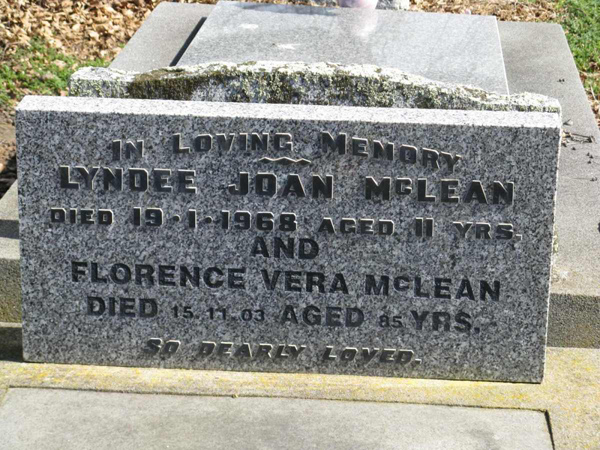 IN LOVING MEMORY
LYNDEE JOAN McLEAN
DIED 19·1·1968 AGED 11 YRS.
AND
FLORENCE VERA McLEAN
DIED 15.11.03 AGED 85 YRS.
SO DEARLY LOVED.